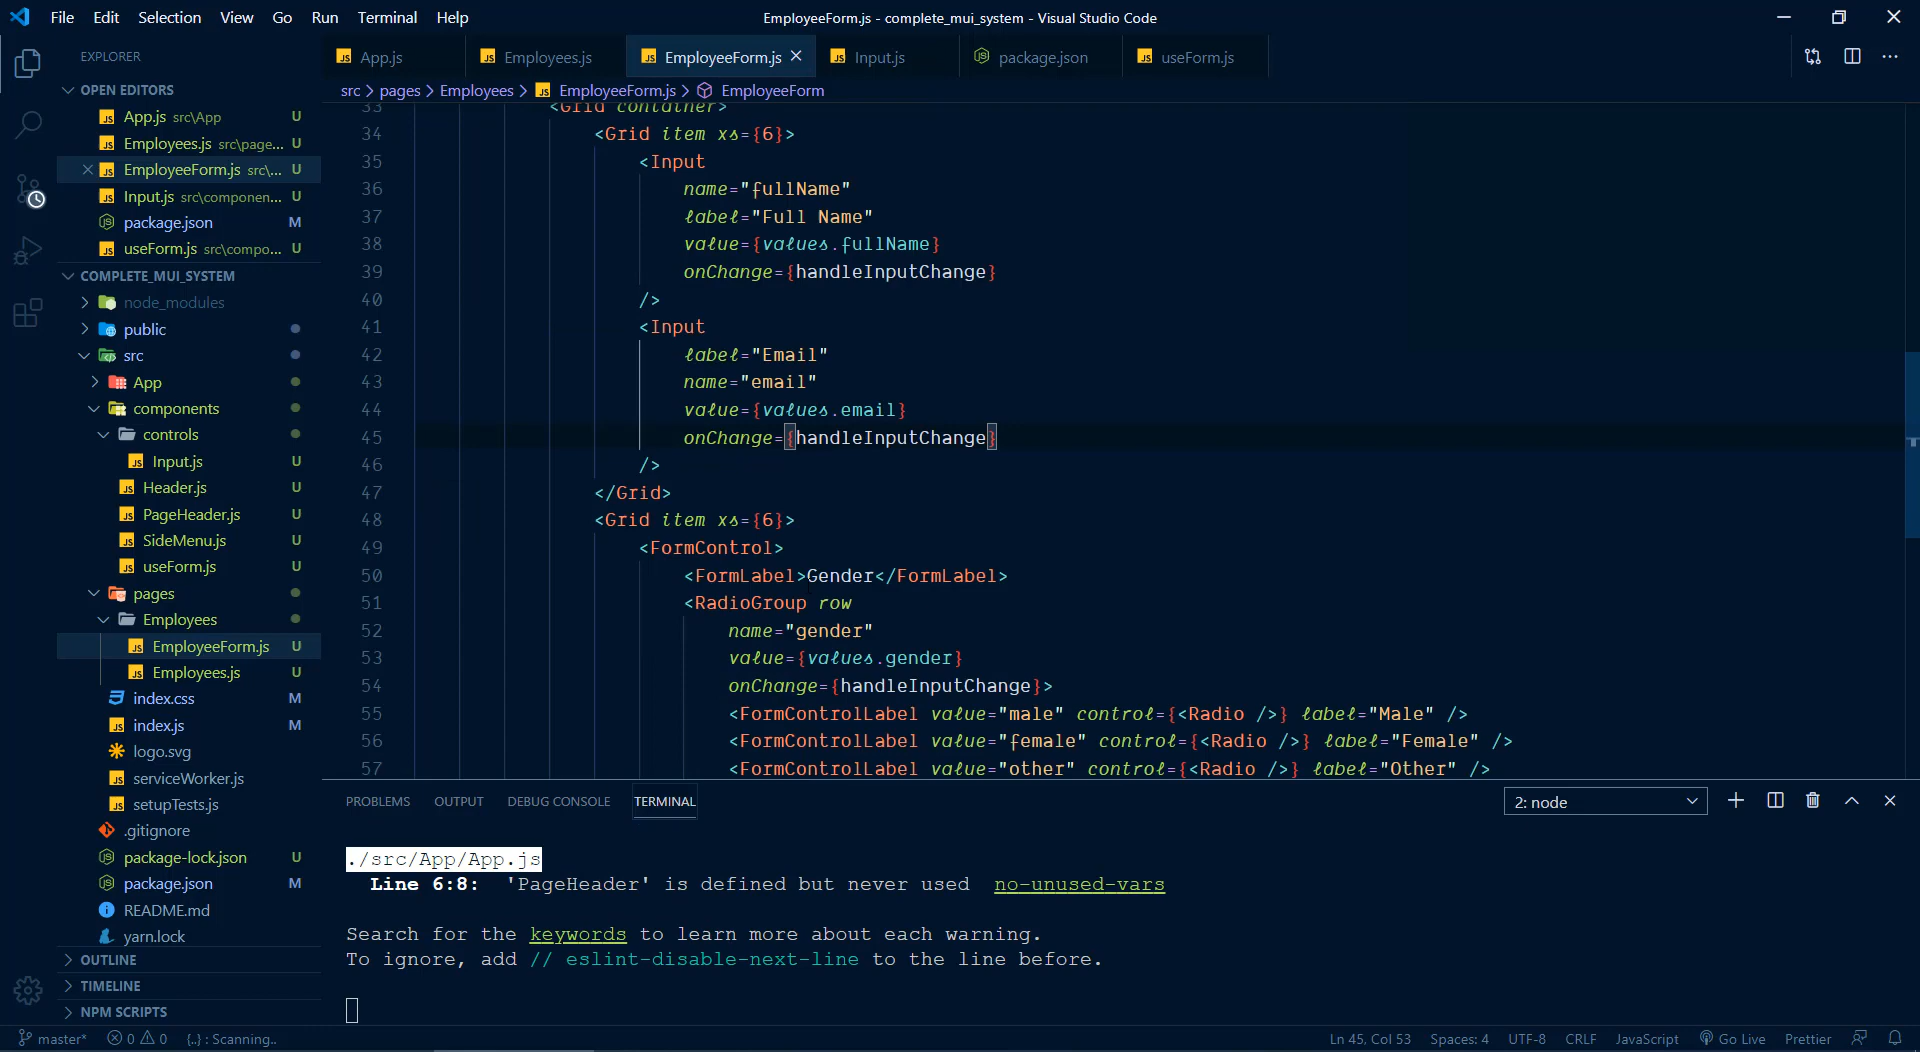 File Edit Selection View Go Run Terminal Help
EmployeeForm.js - complete_mui_system - Visual Studio Code
EXPLORER
OPEN EDITORS
App.js src\App U
Employees.js src\page... U
EmployeeForm.js src\... U
Input.js src\componen... U
package.json M
useForm.js src\compo... U
COMPLETE_MUI_SYSTEM
node_modules
public
src
App
components
controls
Input.js U
Header.js U
PageHeader.js U
SideMenu.js U
useForm.js U
pages
Employees
EmployeeForm.js U
Employees.js U
index.css M
index.js M
logo.svg
serviceWorker.js
setupTests.js
.gitignore
package-lock.json U
package.json M
README.md
yarn.lock
OUTLINE
TIMELINE
NPM SCRIPTS
App.js Employees.js EmployeeForm.js Input.js package.json useForm.js
src > pages > Employees > EmployeeForm.js > EmployeeForm
33 <Grid container>
34 <Grid item xs={6}>
35 <Input
36 name="fullName"
37 label="Full Name"
38 value={values.fullName}
39 onChange={handleInputChange}
40 />
41 <Input
42 label="Email"
43 name="email"
44 value={values.email}
45 onChange={handleInputChange}
46 />
47 </Grid>
48 <Grid item xs={6}>
49 <FormControl>
50 <FormLabel>Gender</FormLabel>
51 <RadioGroup row
52 name="gender"
53 value={values.gender}
54 onChange={handleInputChange}>
55 <FormControlLabel value="male" control={<Radio />} label="Male" />
56 <FormControlLabel value="female" control={<Radio />} label="Female" />
57 <FormControlLabel value="other" control={<Radio />} label="Other" />
PROBLEMS OUTPUT DEBUG CONSOLE TERMINAL
2: node
./src/App/App.js
Line 6:8: 'PageHeader' is defined but never used no-unused-vars
Search for the keywords to learn more about each warning.
To ignore, add // eslint-disable-next-line to the line before.
master* 0 0 {..} : Scanning..
Ln 45, Col 53 Spaces: 4 UTF-8 CRLF JavaScript Go Live Prettier